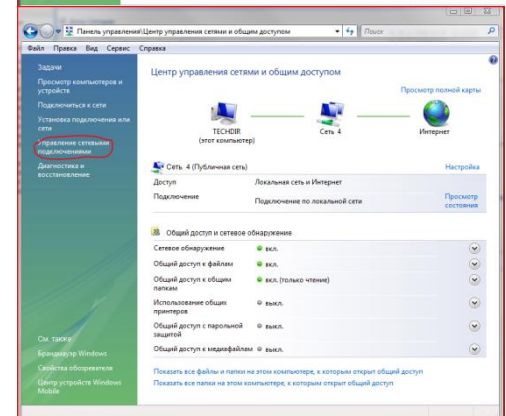 Панель управления\Центр управления сетями и общим доступом
Поиск
Файл Правка Вид Сервис Справка
Задачи
Просмотр компьютеров и
устройств
Подключиться к сети
Установка подключения или
сети
Управление сетевыми
подключениями
Диагностика и
восстановление
См. также
Брандмауэр Windows
Свойства обозревателя
Центр устройств Windows
Mobile
Центр управления сетями и общим доступом
Просмотр полной карты
TECHDIR
(этот компьютер)
Сеть 4
Интернет
Сеть 4 (Публичная сеть)
Настройка
Доступ
Локальная сеть и Интернет
Подключение
Подключение по локальной сети
Просмотр
состояния
Общий доступ и сетевое обнаружение
Сетевое обнаружение
вкл.
Общий доступ к файлам
вкл.
Общий доступ к общим
папкам
вкл. (только чтение)
Использование общих
принтеров
выкл.
Общий доступ с парольной
защитой
выкл.
Общий доступ к медиафайлам
выкл.
Показать все файлы и папки на этом компьютере, к которым открыт общий доступ
Показать все папки на этом компьютере, к которым открыт общий доступ